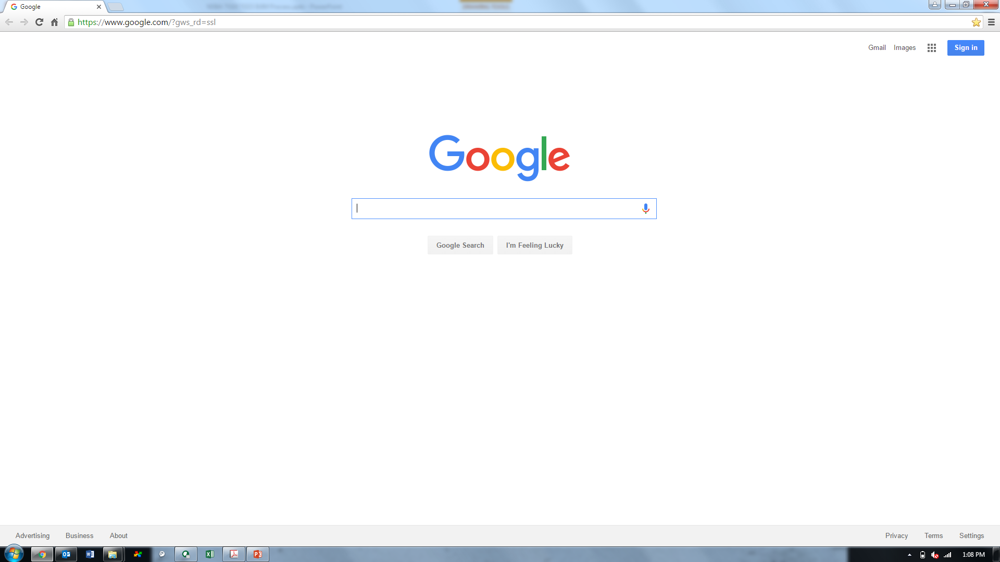 Google
https://www.google.com/?gws_rd=ssl
Gmail Images Sign in
Google
Google Search I'm Feeling Lucky
Advertising Business About Privacy Terms Settings
1:08 PM